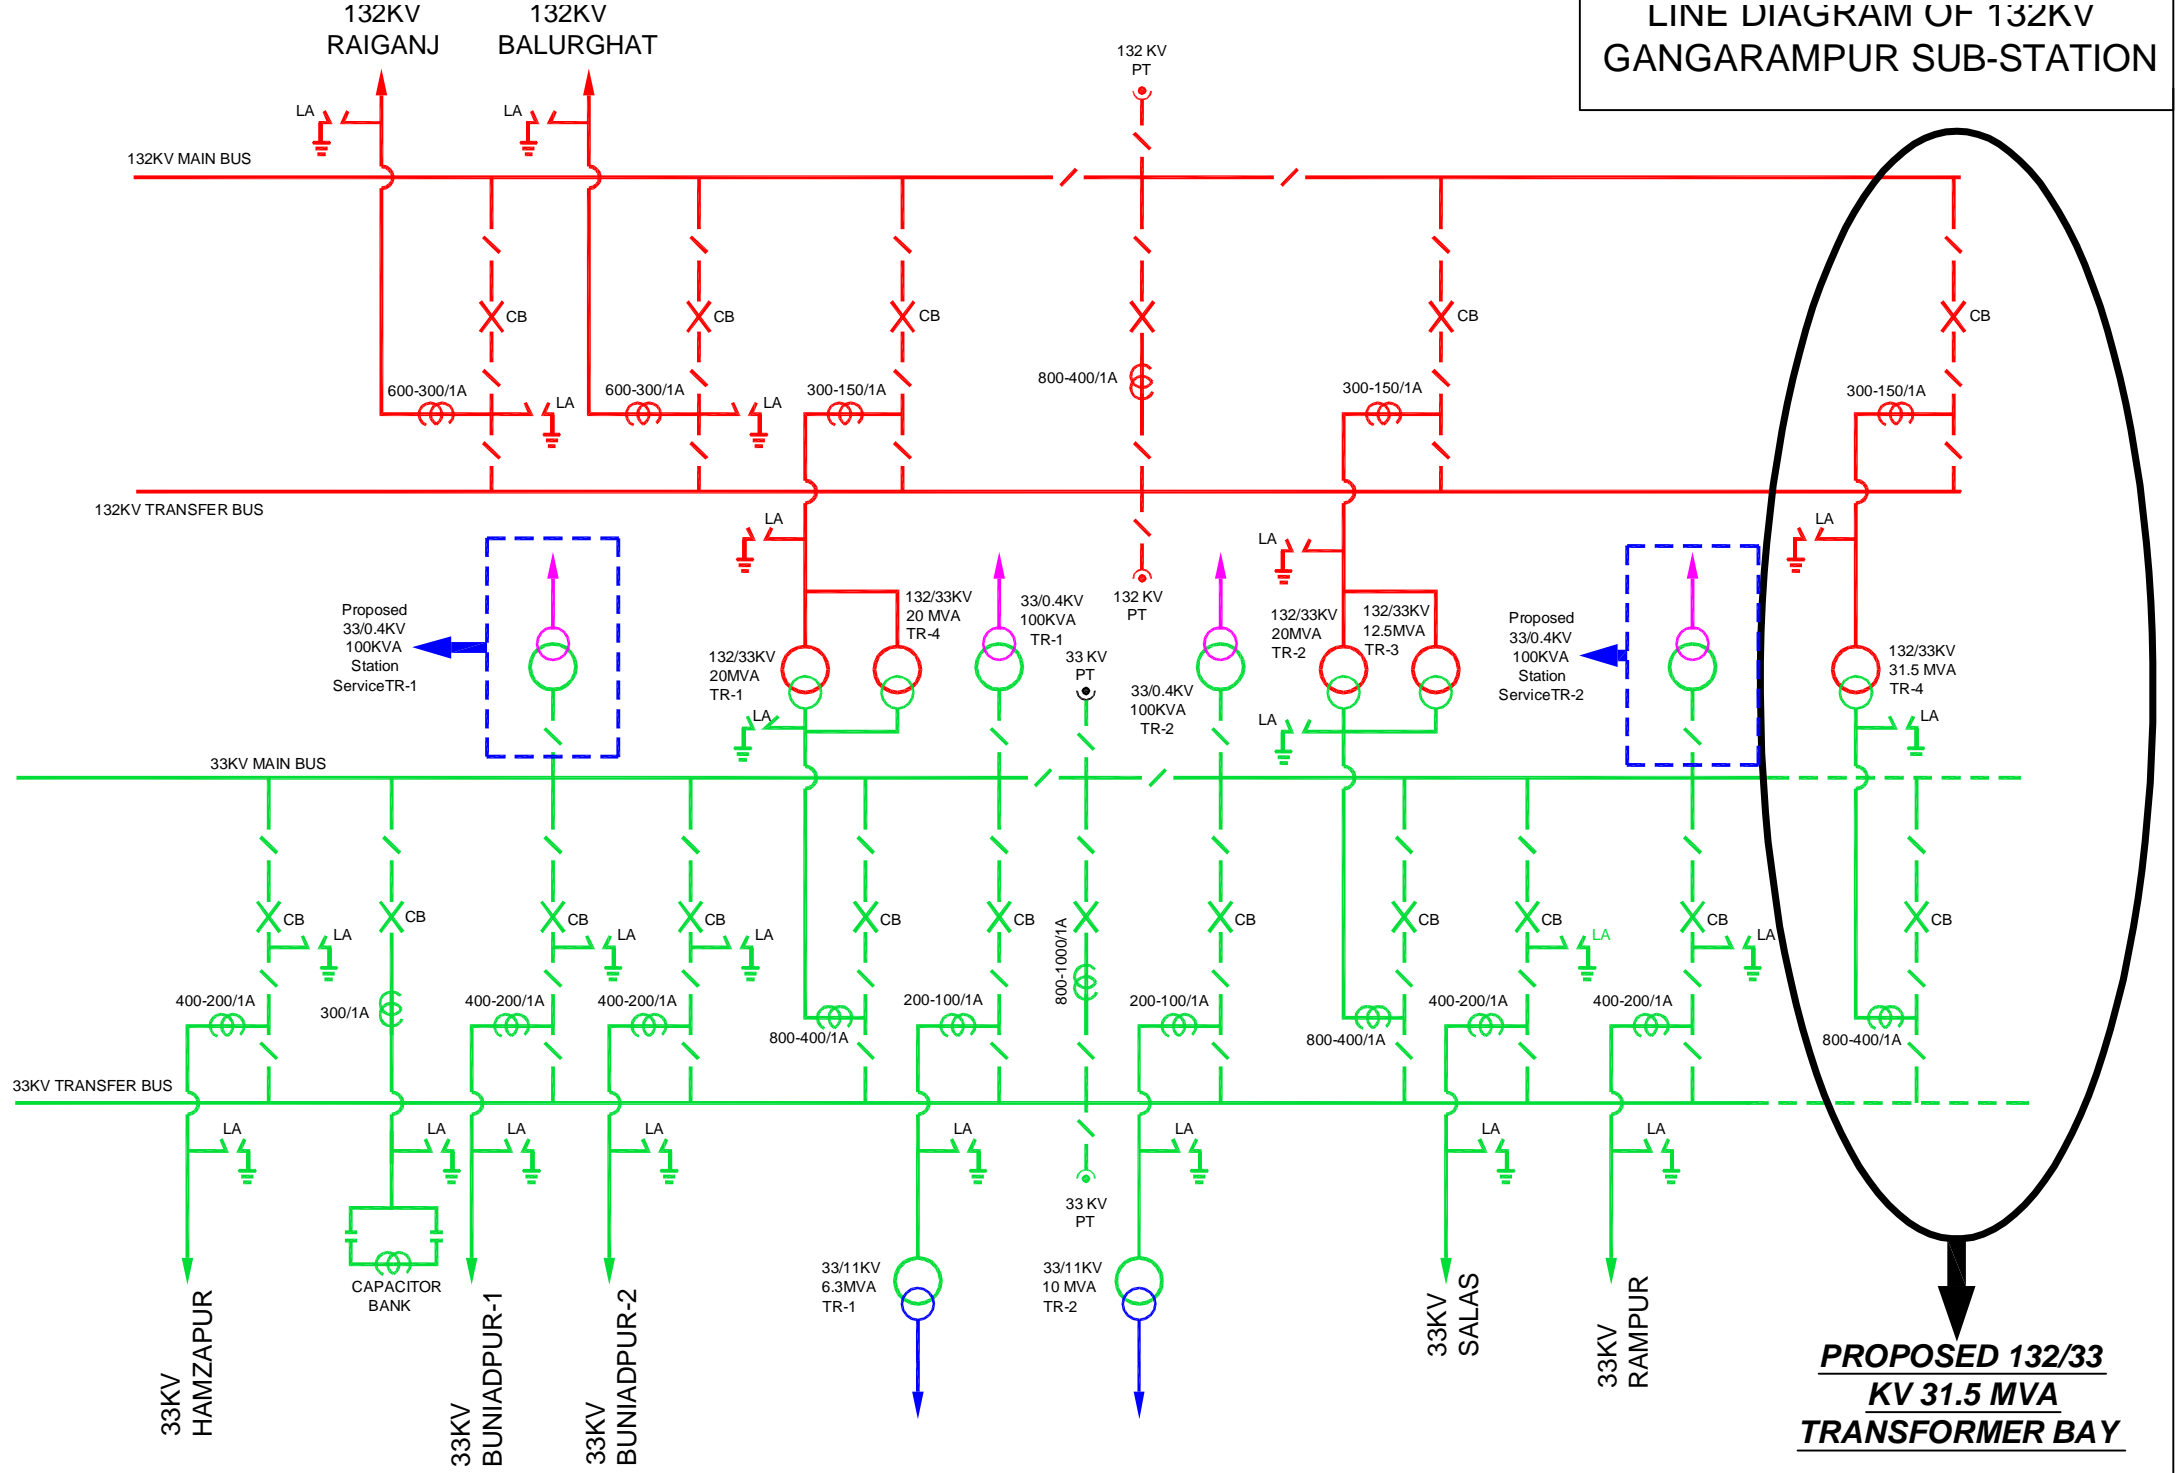 132KV
RAIGANJ
132KV
BALURGHAT
LINE DIAGRAM OF 132KV
GANGARAMPUR SUB-STATION
132 KV
PT
LA
LA
132KV MAIN BUS
CB
CB
CB
CB
CB
600-300/1A
LA
600-300/1A
LA
300-150/1A
800-400/1A
300-150/1A
300-150/1A
132KV TRANSFER BUS
LA
LA
LA
Proposed
33/0.4KV
100KVA
Station
ServiceTR-1
132/33KV
20MVA
TR-1
132/33KV
20 MVA
TR-4
33/0.4KV
100KVA
TR-1
132 KV
PT
33 KV
PT
33/0.4KV
100KVA
TR-2
132/33KV
20MVA
TR-2
132/33KV
12.5MVA
TR-3
Proposed
33/0.4KV
100KVA
Station
ServiceTR-2
132/33KV
31.5 MVA
TR-4
LA
LA
LA
33KV MAIN BUS
CB
CB
CB
CB
CB
CB
CB
CB
CB
CB
CB
LA
LA
LA
LA
LA
400-200/1A
300/1A
400-200/1A
400-200/1A
800-400/1A
200-100/1A
800-1000/1A
200-100/1A
800-400/1A
400-200/1A
400-200/1A
800-400/1A
33KV TRANSFER BUS
LA
LA
LA
LA
LA
LA
LA
LA
33 KV
PT
CAPACITOR
BANK
33/11KV
6.3MVA
TR-1
33/11KV
10 MVA
TR-2
33KV
HAMZAPUR
33KV
BUNIADPUR-1
33KV
BUNIADPUR-2
33KV
SALAS
33KV
RAMPUR
PROPOSED 132/33
KV 31.5 MVA
TRANSFORMER BAY